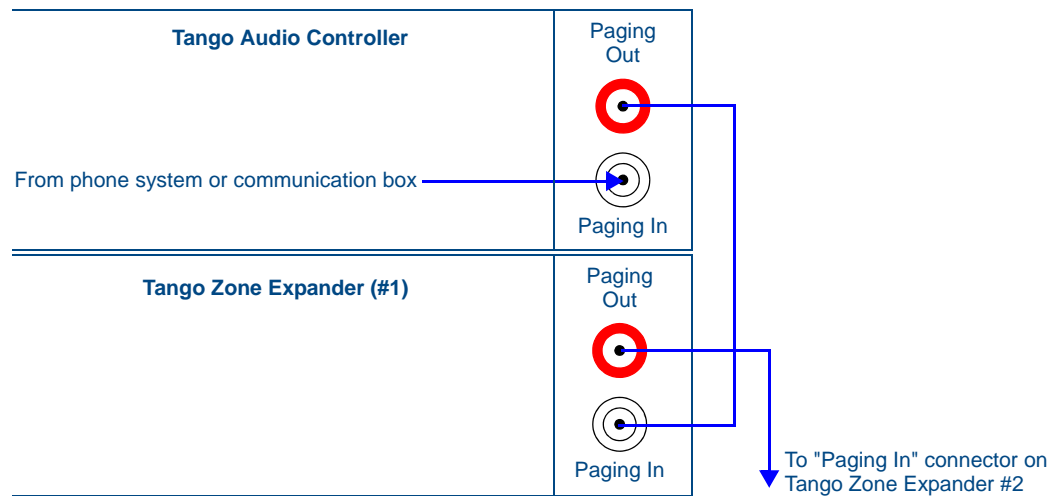 Tango Audio Controller
Paging
Out
From phone system or communication box
Paging In
Tango Zone Expander (#1)
Paging
Out
Paging In
To "Paging In" connector on
Tango Zone Expander #2